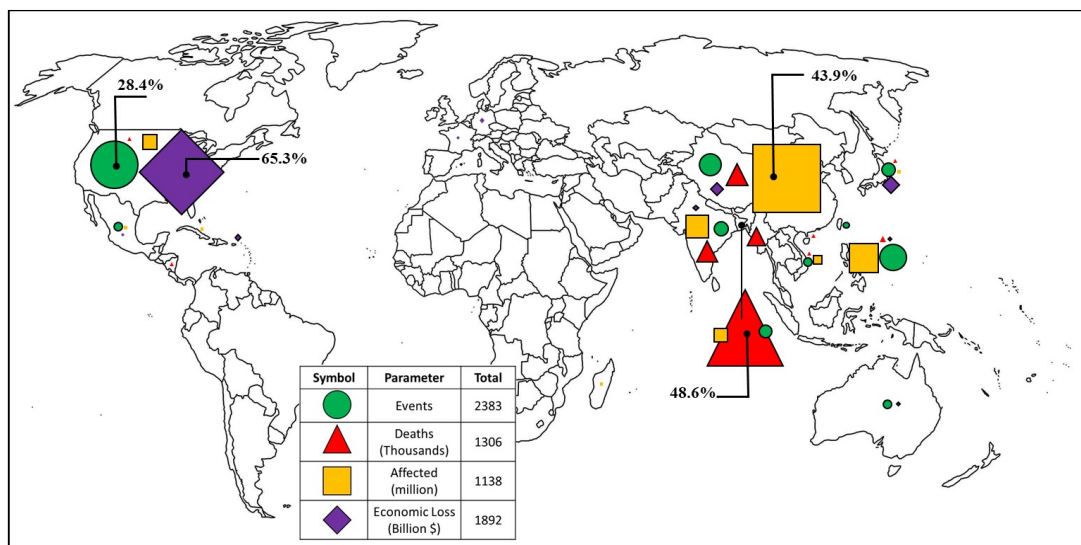 28.4%
43.9%
65.3%
48.6%
Symbol Parameter Total
Events 2383
Deaths
(Thousands) 1306
Affected
(million) 1138
Economic Loss
(Billion $) 1892